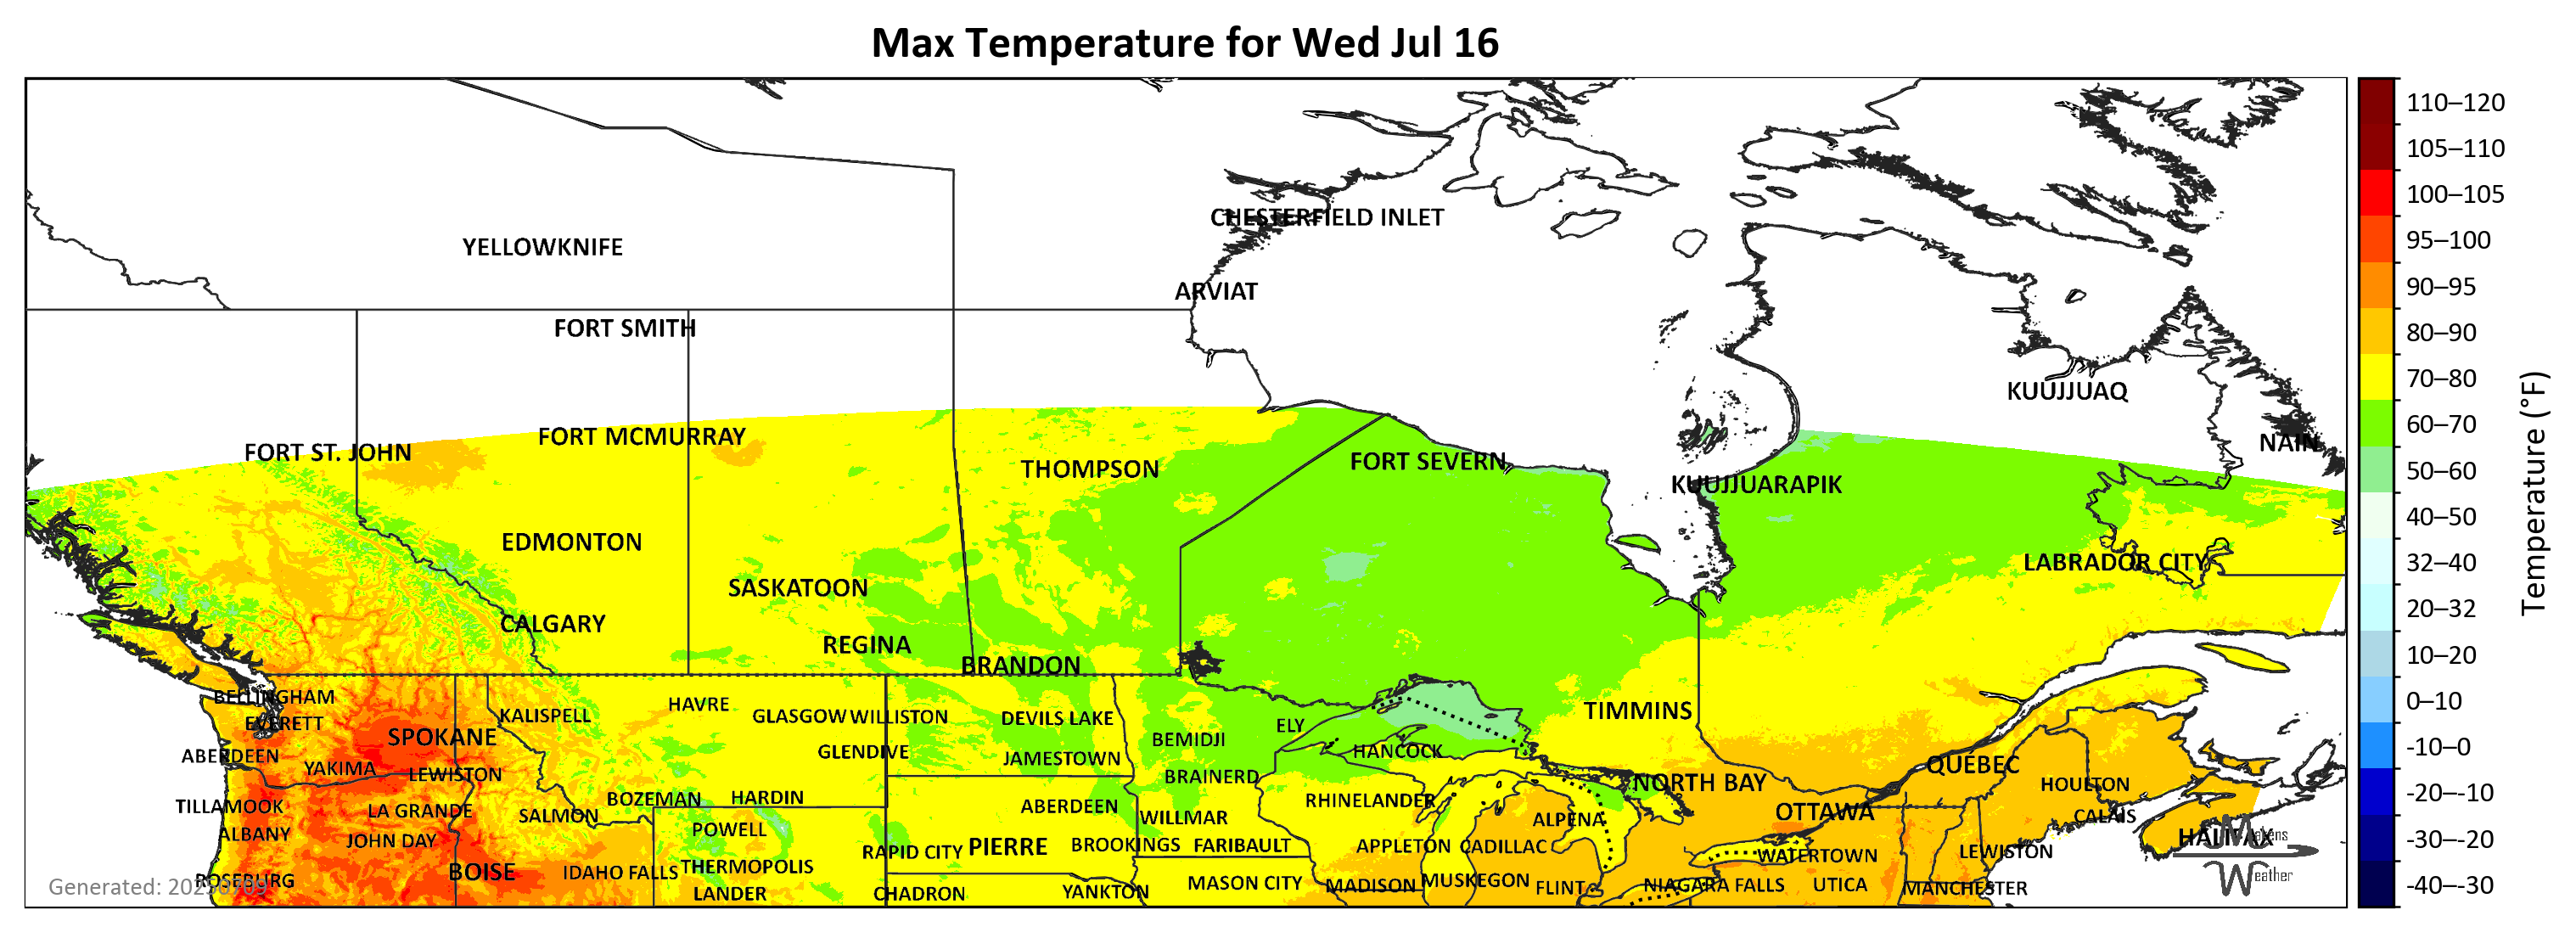 Max Temperature for Wed Jul 16
CHESTERFIELD INLET
YELLOWKNIFE
ARVIAT
FORT SMITH
KUUJJUAQ
FORT MCMURRAY
NAIN
FORT ST. JOHN
FORT SEVERN
THOMPSON
KUUJJUARAPIK
EDMONTON
LABRADOR CITY
SASKATOON
CALGARY
REGINA
BRANDON
BELLINGHAM
HAVRE
TIMMINS
KALISPELL
GLASGOW WILLISTON
DEVILS LAKE
EVERETT
ELY
SPOKANE
BEMIDJI
GLENDIVE
HANCOCK
ABERDEEN
JAMESTOWN
QUEBEC
YAKIMA
LEWISTON
BRAINERD
NORTH BAY
HOULTON
BOZEMAN
HARDIN
RHINELANDER
TILLAMOOK
LA GRANDE
SALMON
ABERDEEN
WILLMAR
ALPENA
OTTAWA
CALAIS
POWELL
ALBANY
JOHN DAY
RAPID CITY
PIERRE
BROOKINGS
FARIBAULT
APPLETON
CADILLAC
WATERTOWN
LEWISTON
HALIFAX
Makens
Weather
BOISE
IDAHO FALLS
THERMOPOLIS
ROSEBURG
LANDER
CHADRON
YANKTON
MASON CITY
MADISON
MUSKEGON
FLINT
NIAGARA FALLS
UTICA
MANCHESTER
Generated: 20250709
110–120
105–110
100–105
95–100
90–95
80–90
70–80
60–70
50–60
40–50
32–40
20–32
10–20
0–10
-10–0
-20–-10
-30–-20
-40–-30
Temperature (°F)